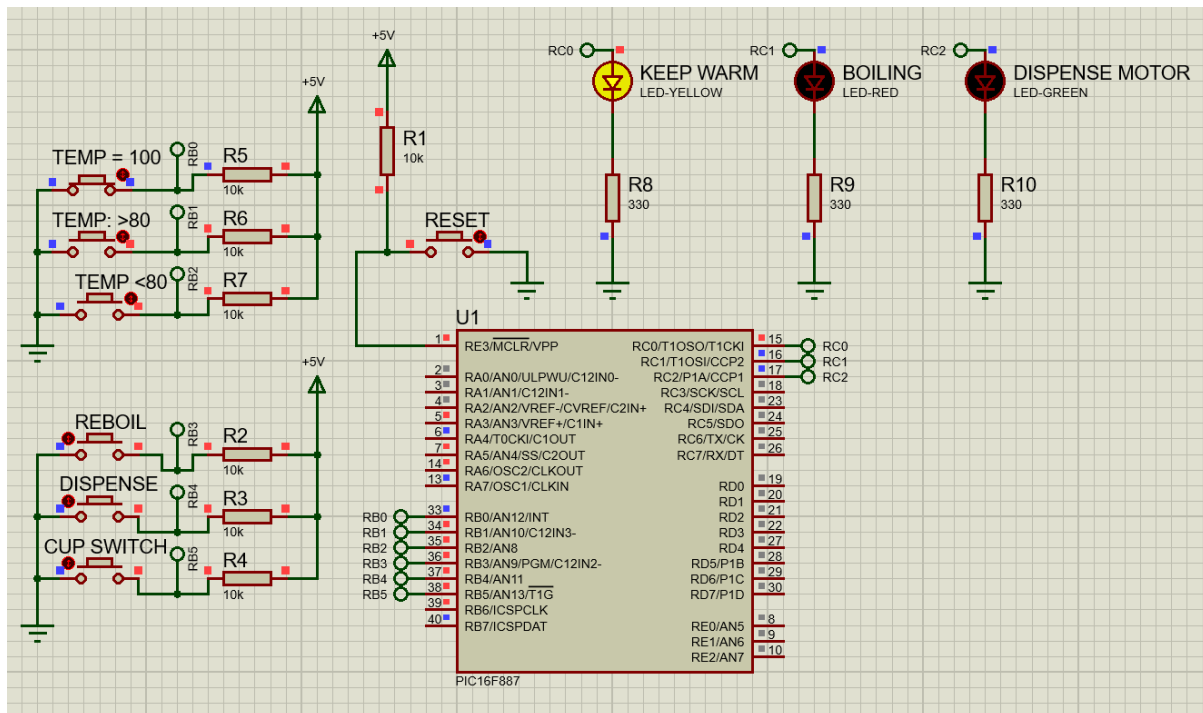 +5V
RC0
KEEP WARM
LED-YELLOW
R8
330
RC1
BOILING
LED-RED
R9
330
RC2
DISPENSE MOTOR
LED-GREEN
R10
330
R1
10k
RESET
+5V
TEMP = 100
RB0
R5
10k
TEMP: >80
RB1
R6
10k
TEMP <80
RB2
R7
10k
+5V
REBOIL
RB3
R2
10k
DISPENSE
RB4
R3
10k
CUP SWITCH
RB5
R4
10k
U1
1 RE3/MCLR/VPP
2 RA0/AN0/ULPWU/C12IN0-
3 RA1/AN1/C12IN1-
4 RA2/AN2/VREF-/CVREF/C2IN+
5 RA3/AN3/VREF+/C1IN+
6 RA4/T0CKI/C1OUT
7 RA5/AN4/SS/C2OUT
14 RA6/OSC2/CLKOUT
13 RA7/OSC1/CLKIN
RB0 33 RB0/AN12/INT
RB1 34 RB1/AN10/C12IN3-
RB2 35 RB2/AN8
RB3 36 RB3/AN9/PGM/C12IN2-
RB4 37 RB4/AN11
RB5 38 RB5/AN13/T1G
39 RB6/ICSPCLK
40 RB7/ICSPDAT
RC0/T1OSO/T1CKI 15 RC0
RC1/T1OSI/CCP2 16 RC1
RC2/P1A/CCP1 17 RC2
RC3/SCK/SCL 18
RC4/SDI/SDA 23
RC5/SDO 24
RC6/TX/CK 25
RC7/RX/DT 26
RD0 19
RD1 20
RD2 21
RD3 22
RD4 27
RD5/P1B 28
RD6/P1C 29
RD7/P1D 30
RE0/AN5 8
RE1/AN6 9
RE2/AN7 10
PIC16F887